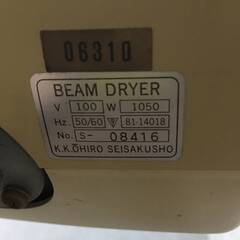 06310
BEAM DRYER
V 100 W 1050
Hz 50/60 81-14018
No. S- 08416
K.K.OHIRO SEISAKUSHO